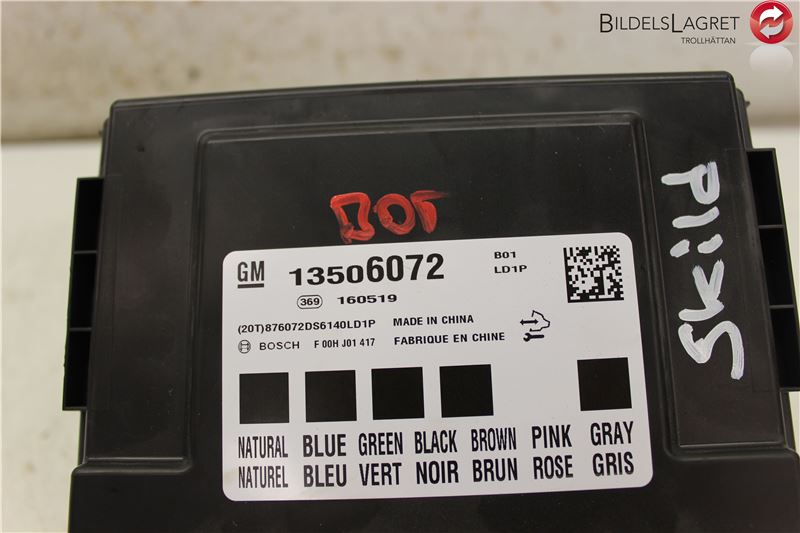 BILDELSLAGRET
TROLLHÄTTAN
BOT
Skild
GM 13506072 B01
LD1P
369 160519
(20T)876072DS6140LD1P MADE IN CHINA
BOSCH F 00H J01 417 FABRIQUE EN CHINE
NATURAL BLUE GREEN BLACK BROWN PINK GRAY
NATUREL BLEU VERT NOIR BRUN ROSE GRIS